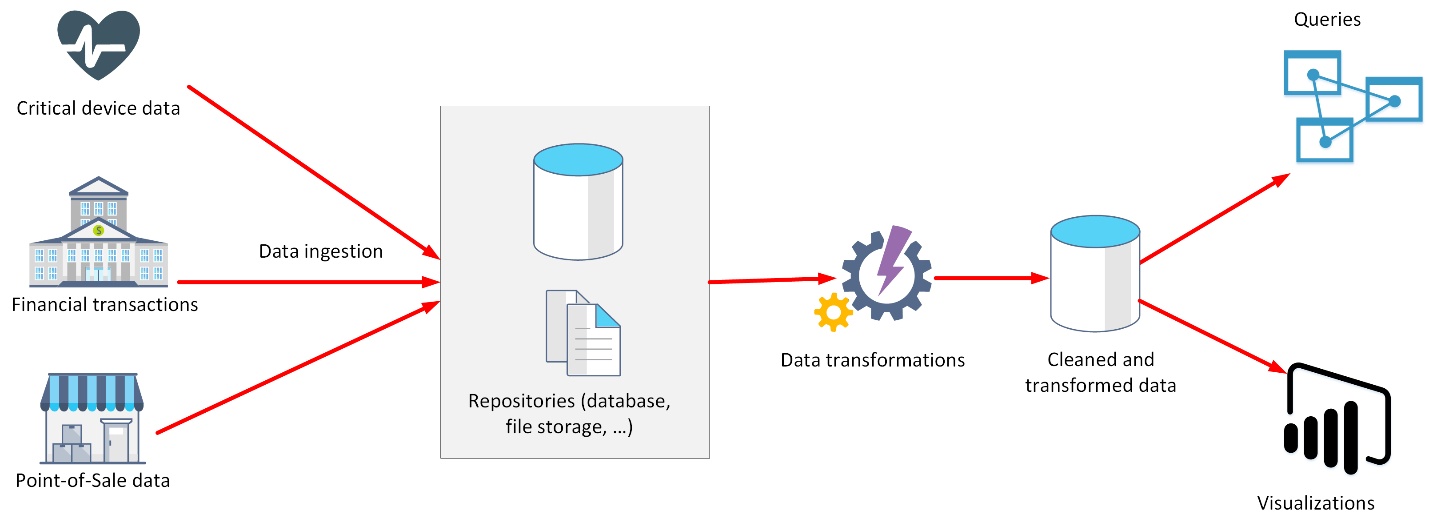 Queries
Critical device data
Data ingestion
Financial transactions
Data transformations
Cleaned and
transformed data
Repositories (database,
file storage, …)
Point-of-Sale data
Visualizations
$